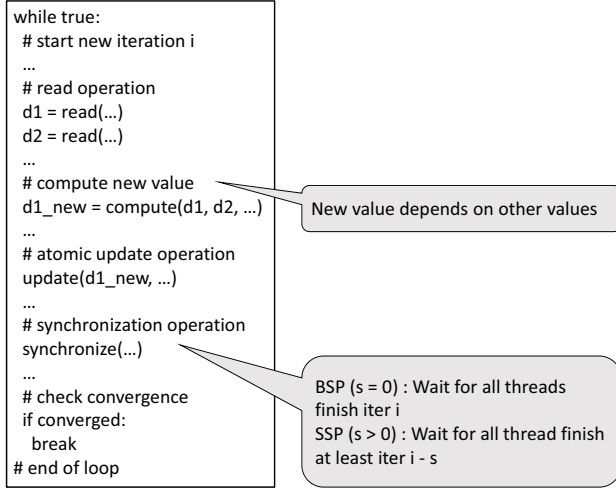 while true:
# start new iteration i
...
# read operation
d1 = read(...)
d2 = read(...)
...
# compute new value
d1_new = compute(d1, d2, ...)
...
# atomic update operation
update(d1_new, ...)
...
# synchronization operation
synchronize(...)
...
# check convergence
if converged:
break
# end of loop
New value depends on other values
BSP (s = 0) : Wait for all threads
finish iter i
SSP (s > 0) : Wait for all thread finish
at least iter i - s